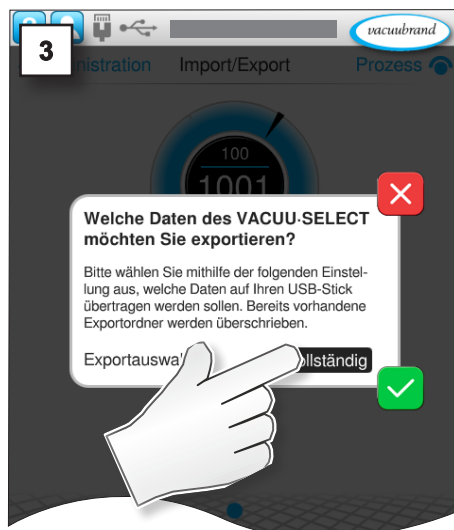 3
vacuubrand
Import/Export
Prozess
100
1001
Welche Daten des VACUU·SELECT
möchten Sie exportieren?
Bitte wählen Sie mithilfe der folgenden Einstel-
lung aus, welche Daten auf Ihren USB-Stick
übertragen werden sollen. Bereits vorhandene
Exportordner werden überschrieben.
Exportauswa
ollständig